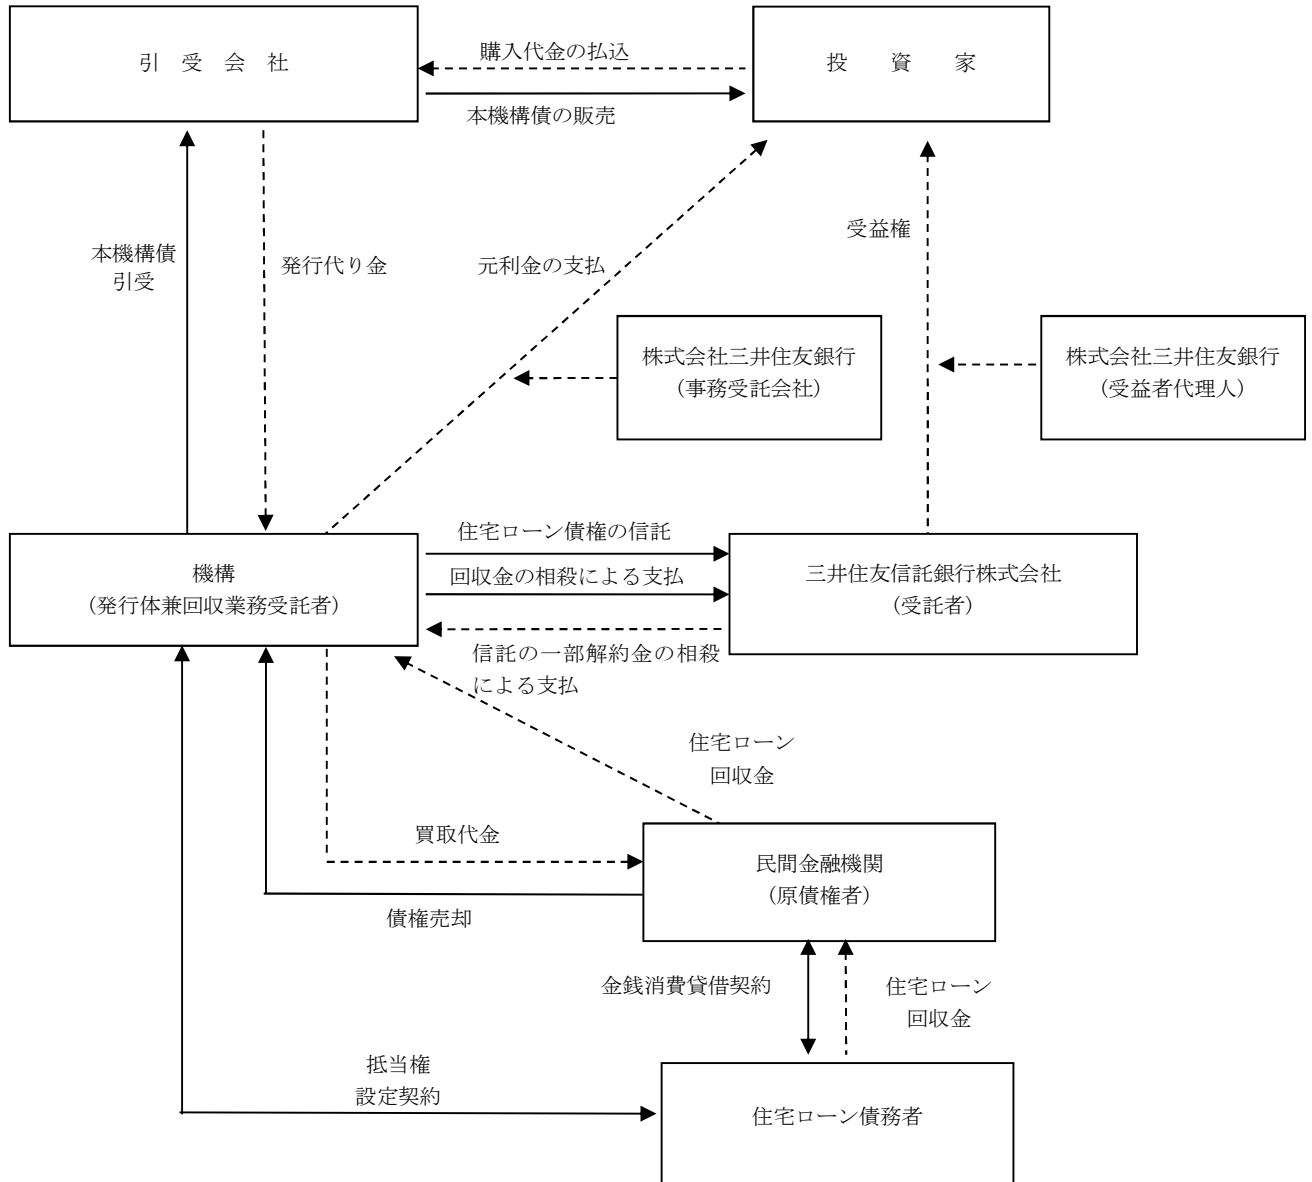 引　受　会　社
購入代金の払込
投　　資　　家
本機構債の販売
本機構債
引受
発行代り金
元利金の支払
受益権
株式会社三井住友銀行
（事務受託会社）
株式会社三井住友銀行
（受益者代理人）
機構
（発行体兼回収業務受託者）
住宅ローン債権の信託
回収金の相殺による支払
三井住友信託銀行株式会社
（受託者）
信託の一部解約金の相殺
による支払
住宅ローン
回収金
買取代金
民間金融機関
（原債権者）
債権売却
金銭消費貸借契約
住宅ローン
回収金
抵当権
設定契約
住宅ローン債務者